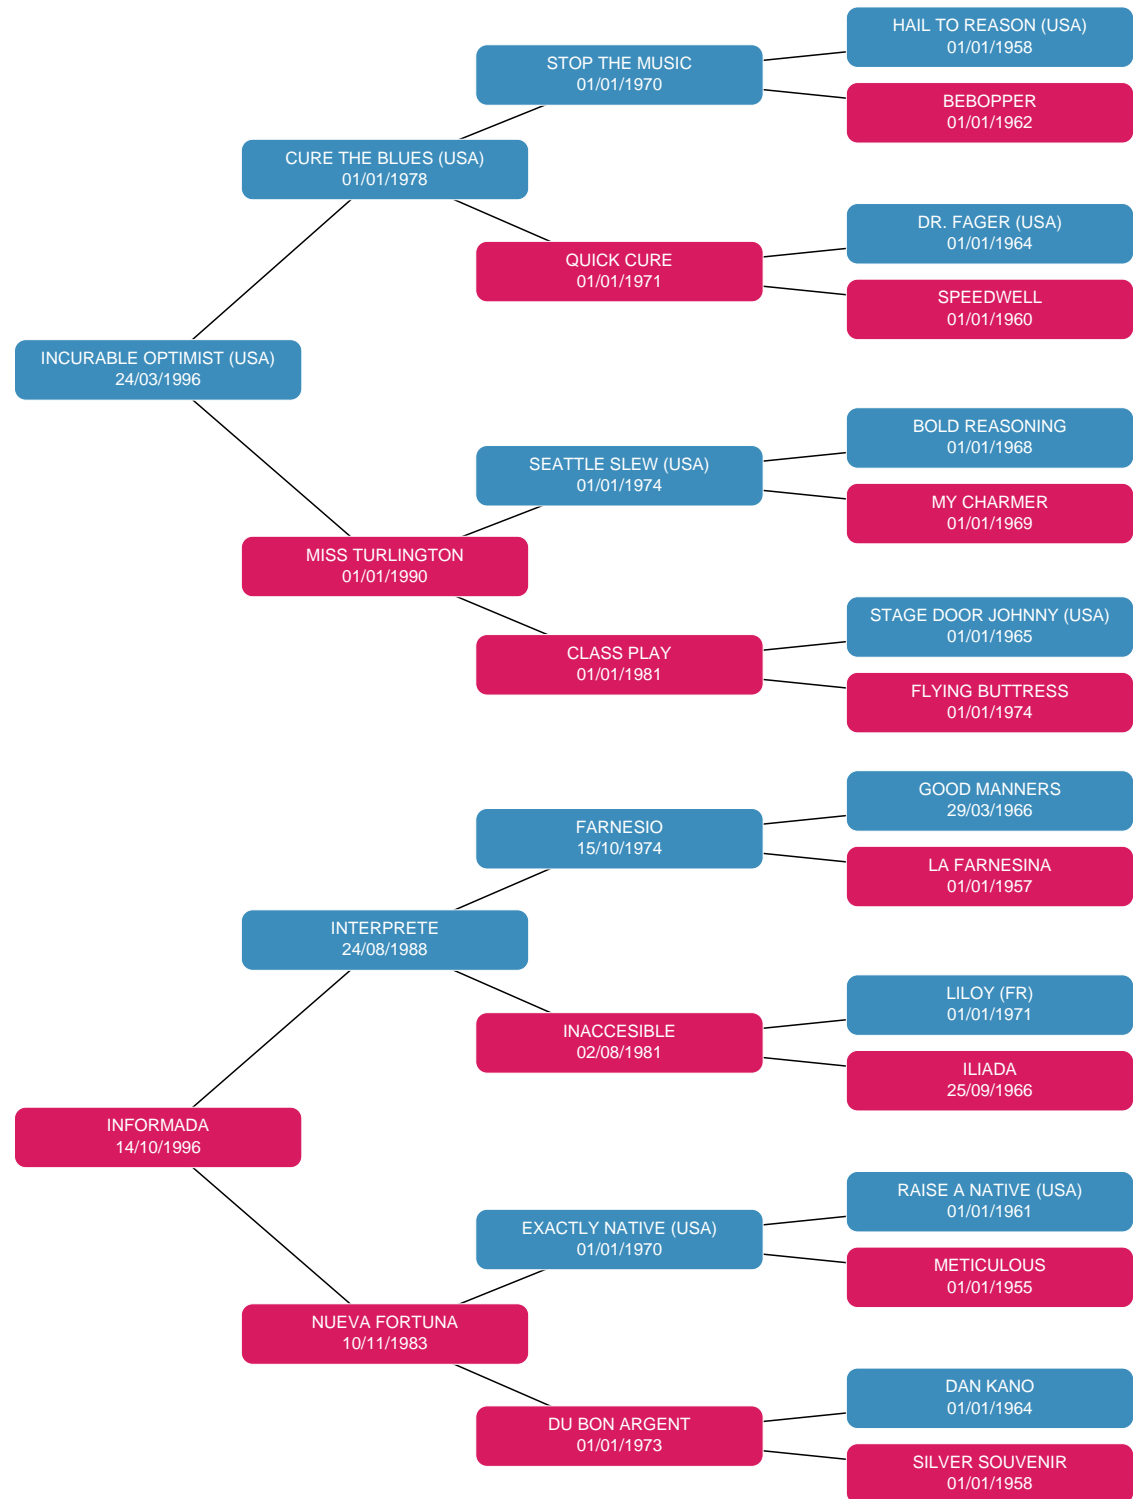 HAIL TO REASON (USA)
01/01/1958
STOP THE MUSIC
01/01/1970
BEBOPPER
01/01/1962
CURE THE BLUES (USA)
01/01/1978
DR. FAGER (USA)
01/01/1964
QUICK CURE
01/01/1971
SPEEDWELL
01/01/1960
INCURABLE OPTIMIST (USA)
24/03/1996
BOLD REASONING
01/01/1968
SEATTLE SLEW (USA)
01/01/1974
MY CHARMER
01/01/1969
MISS TURLINGTON
01/01/1990
STAGE DOOR JOHNNY (USA)
01/01/1965
CLASS PLAY
01/01/1981
FLYING BUTTRESS
01/01/1974
GOOD MANNERS
29/03/1966
FARNESIO
15/10/1974
LA FARNESINA
01/01/1957
INTERPRETE
24/08/1988
LILOY (FR)
01/01/1971
INACCESIBLE
02/08/1981
ILIADA
25/09/1966
INFORMADA
14/10/1996
RAISE A NATIVE (USA)
01/01/1961
EXACTLY NATIVE (USA)
01/01/1970
METICULOUS
01/01/1955
NUEVA FORTUNA
10/11/1983
DAN KANO
01/01/1964
DU BON ARGENT
01/01/1973
SILVER SOUVENIR
01/01/1958